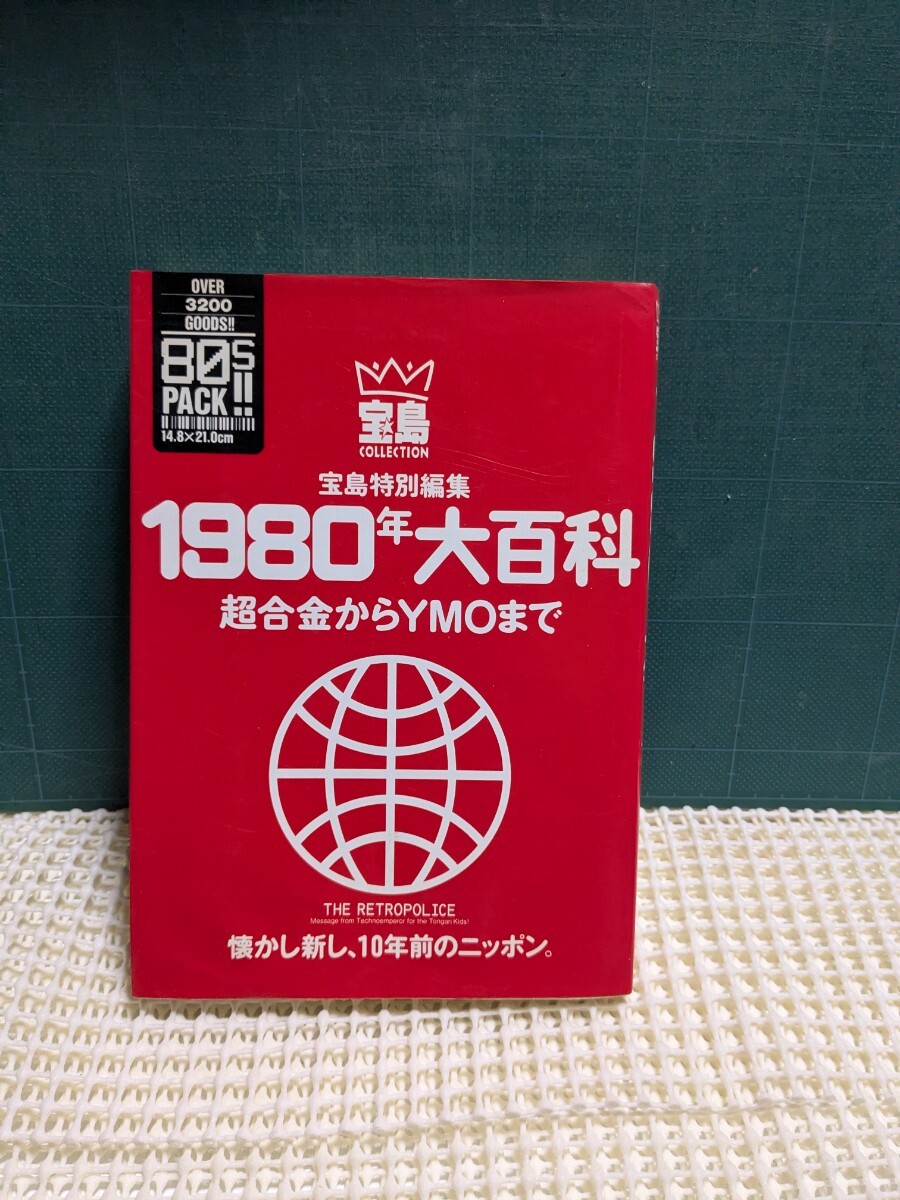 OVER
3200
GOODS!!
80s!!
PACK
14.8×21.0cm
宝島
COLLECTION
宝島特別編集
1980年大百科
超合金からYMOまで
THE RETROPOLICE
Message from Technoemperor for the Tongari Kids!
懐かし新し、10年前のニッポン。